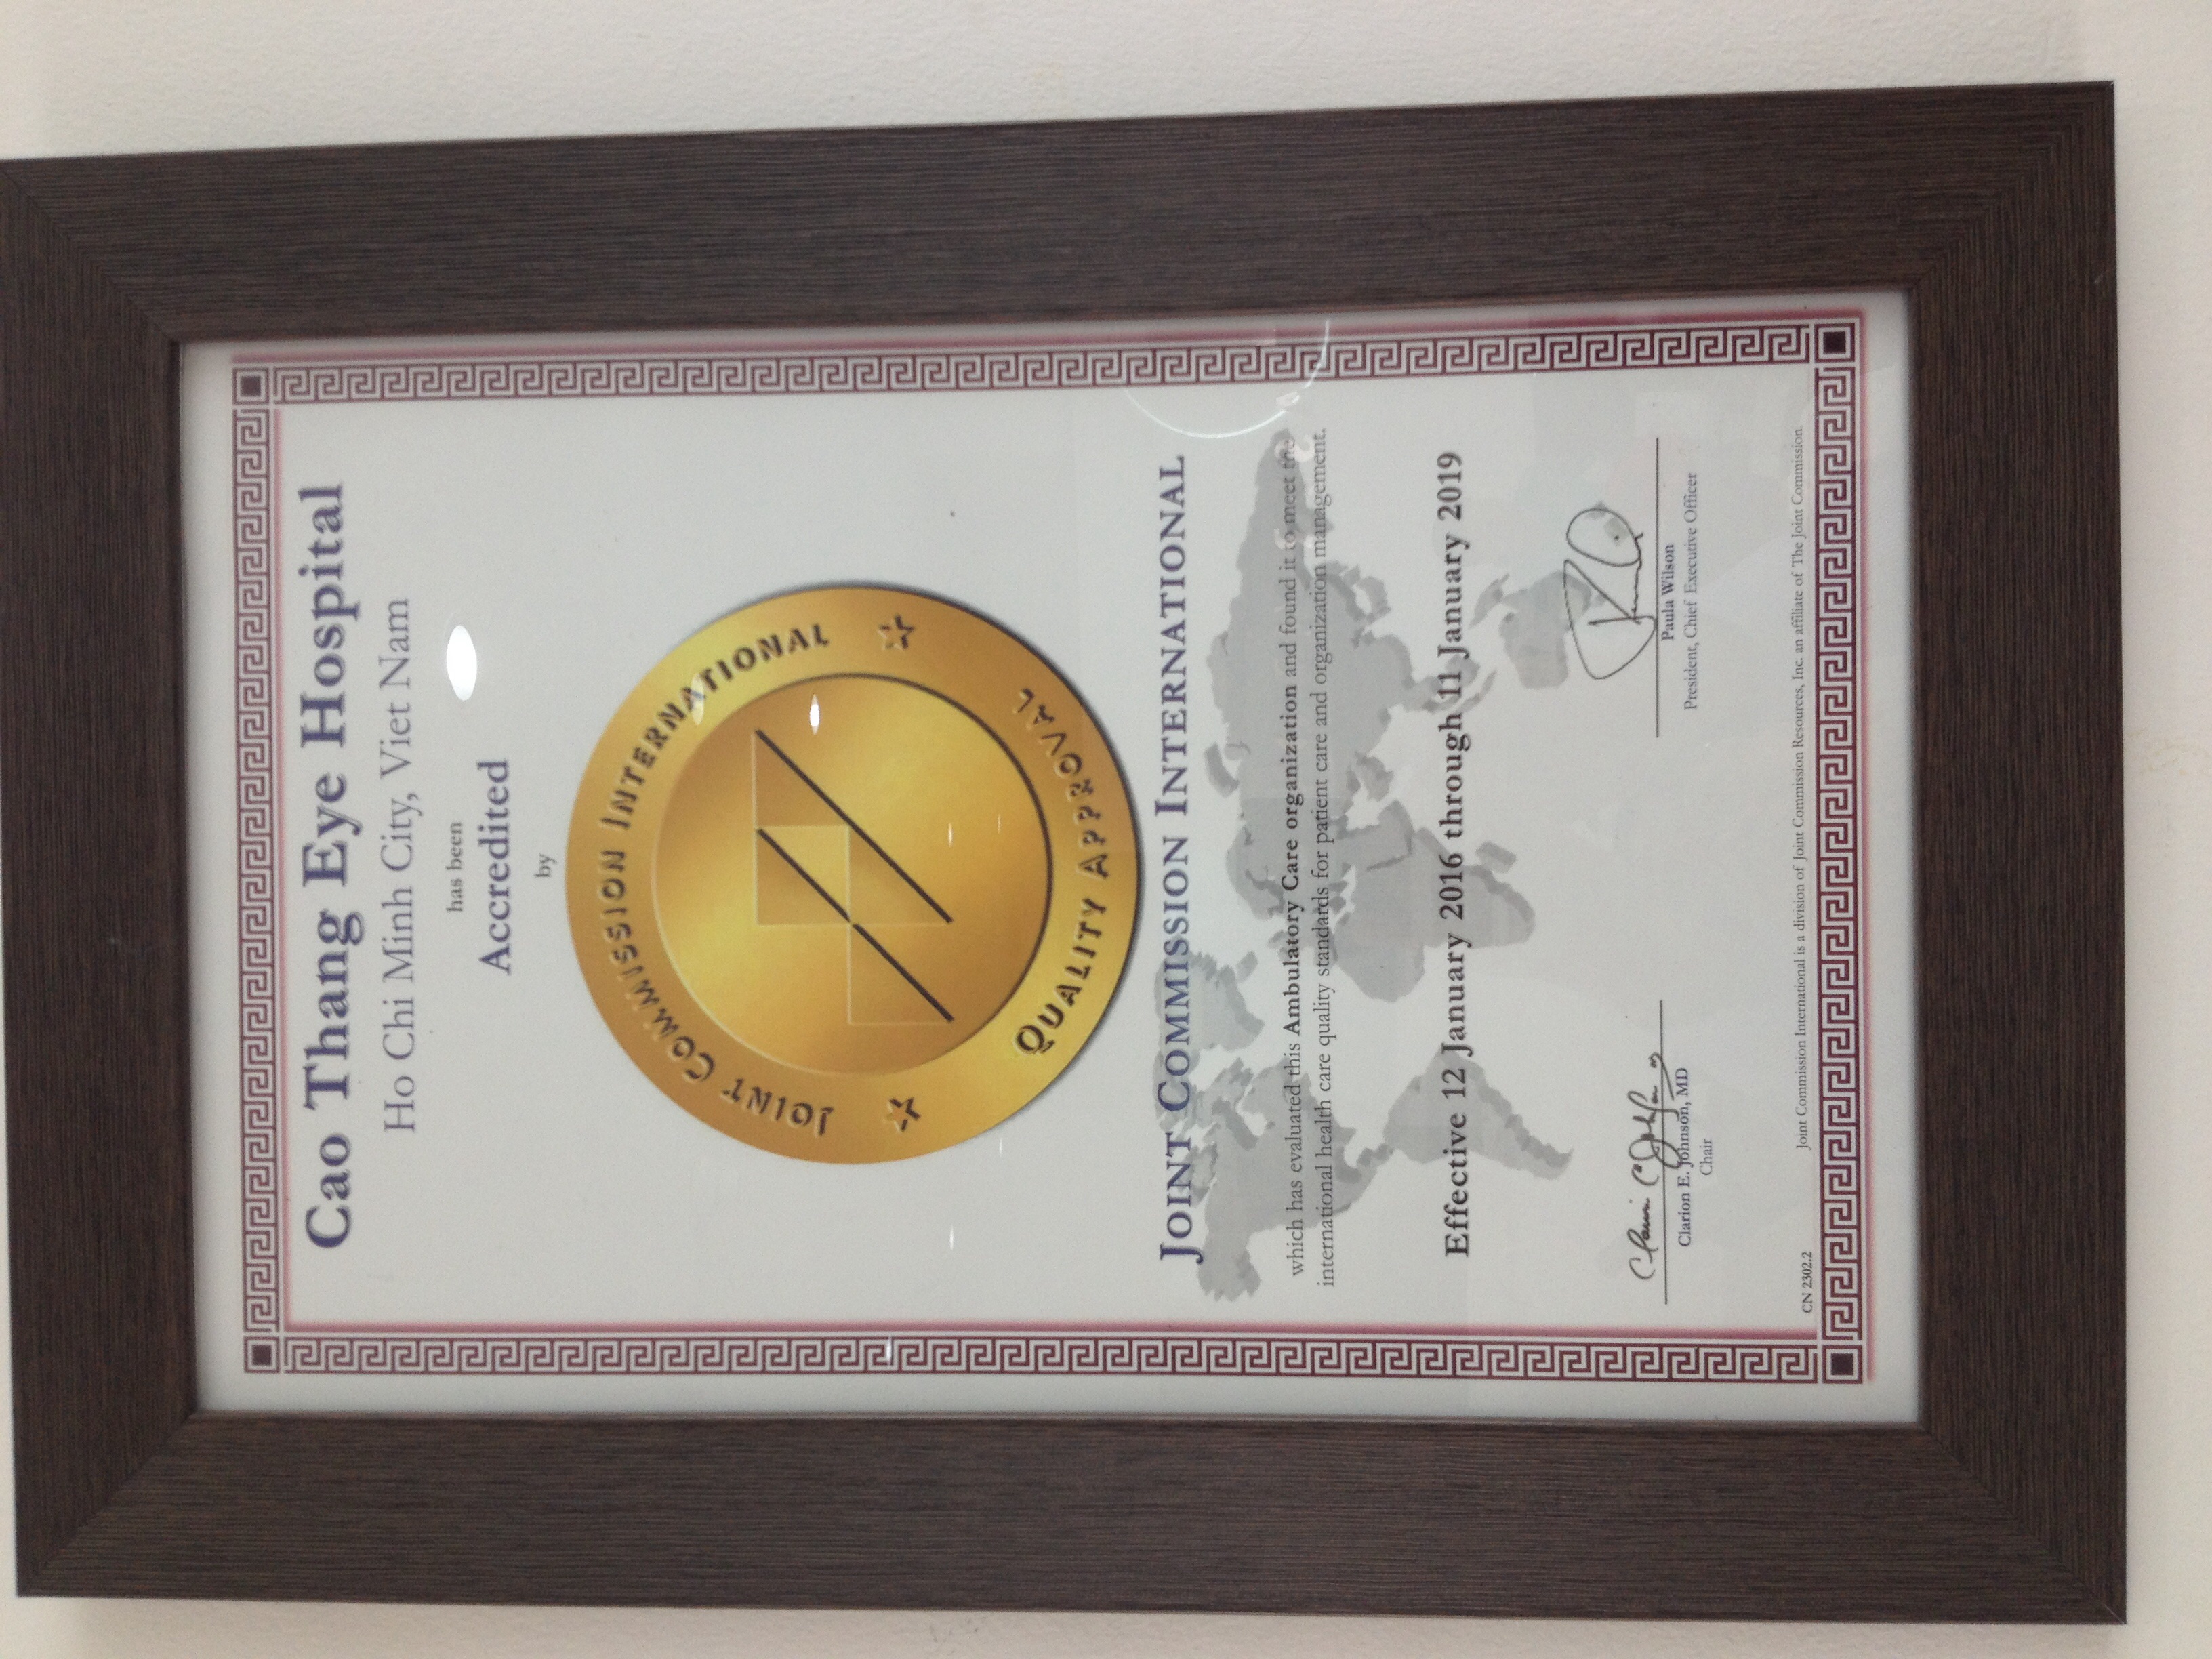 Cao Thang Eye Hospital
Ho Chi Minh City, Viet Nam
has been
Accredited
by
JOINT COMMISSION INTERNATIONAL
QUALITY APPROVAL
JOINT COMMISSION INTERNATIONAL
which has evaluated this Ambulatory Care organization and found it to meet the
international health care quality standards for patient care and organization management.
Effective 12 January 2016 through 11 January 2019
Clarion E. Johnson, MD
Chair
Paula Wilson
President, Chief Executive Officer
CN 2302.2
Joint Commission International is a division of Joint Commission Resources, Inc. an affiliate of The Joint Commission.